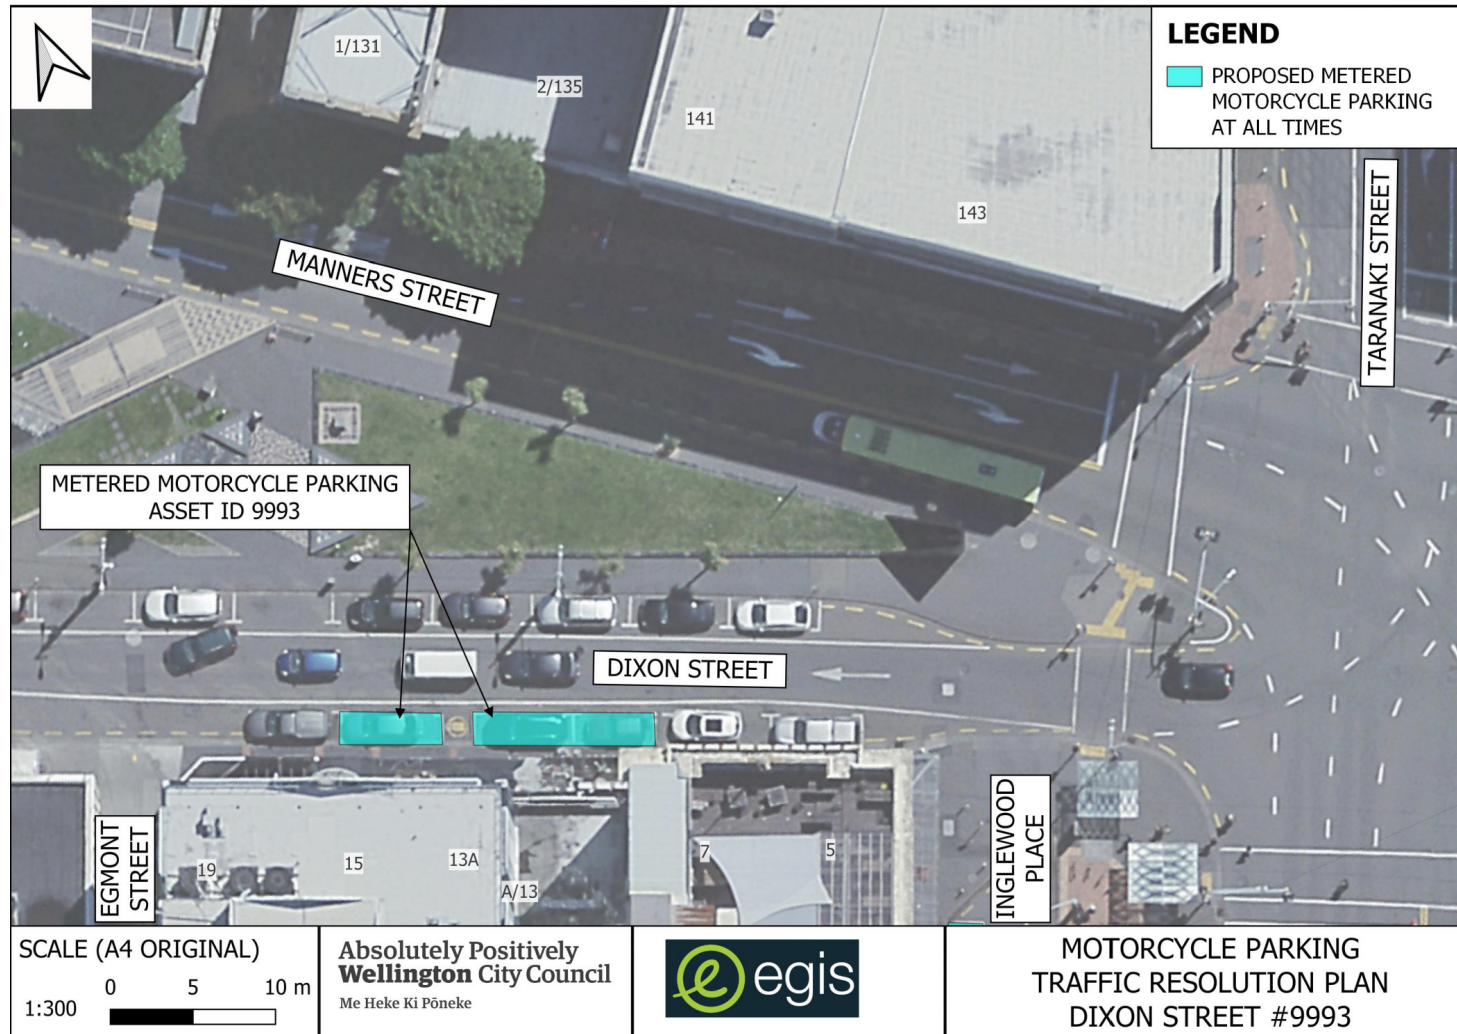 LEGEND
PROPOSED METERED
MOTORCYCLE PARKING
AT ALL TIMES
1/131
2/135
141
143
TARANAKI STREET
MANNERS STREET
METERED MOTORCYCLE PARKING
ASSET ID 9993
DIXON STREET
EGMONT
STREET
19
15
13A
A/13
7
5
INGLEWOOD
PLACE
SCALE (A4 ORIGINAL)
1:300
0 5 10 m
Absolutely Positively
Wellington City Council
Me Heke Ki Pōneke
e egis
MOTORCYCLE PARKING
TRAFFIC RESOLUTION PLAN
DIXON STREET #9993